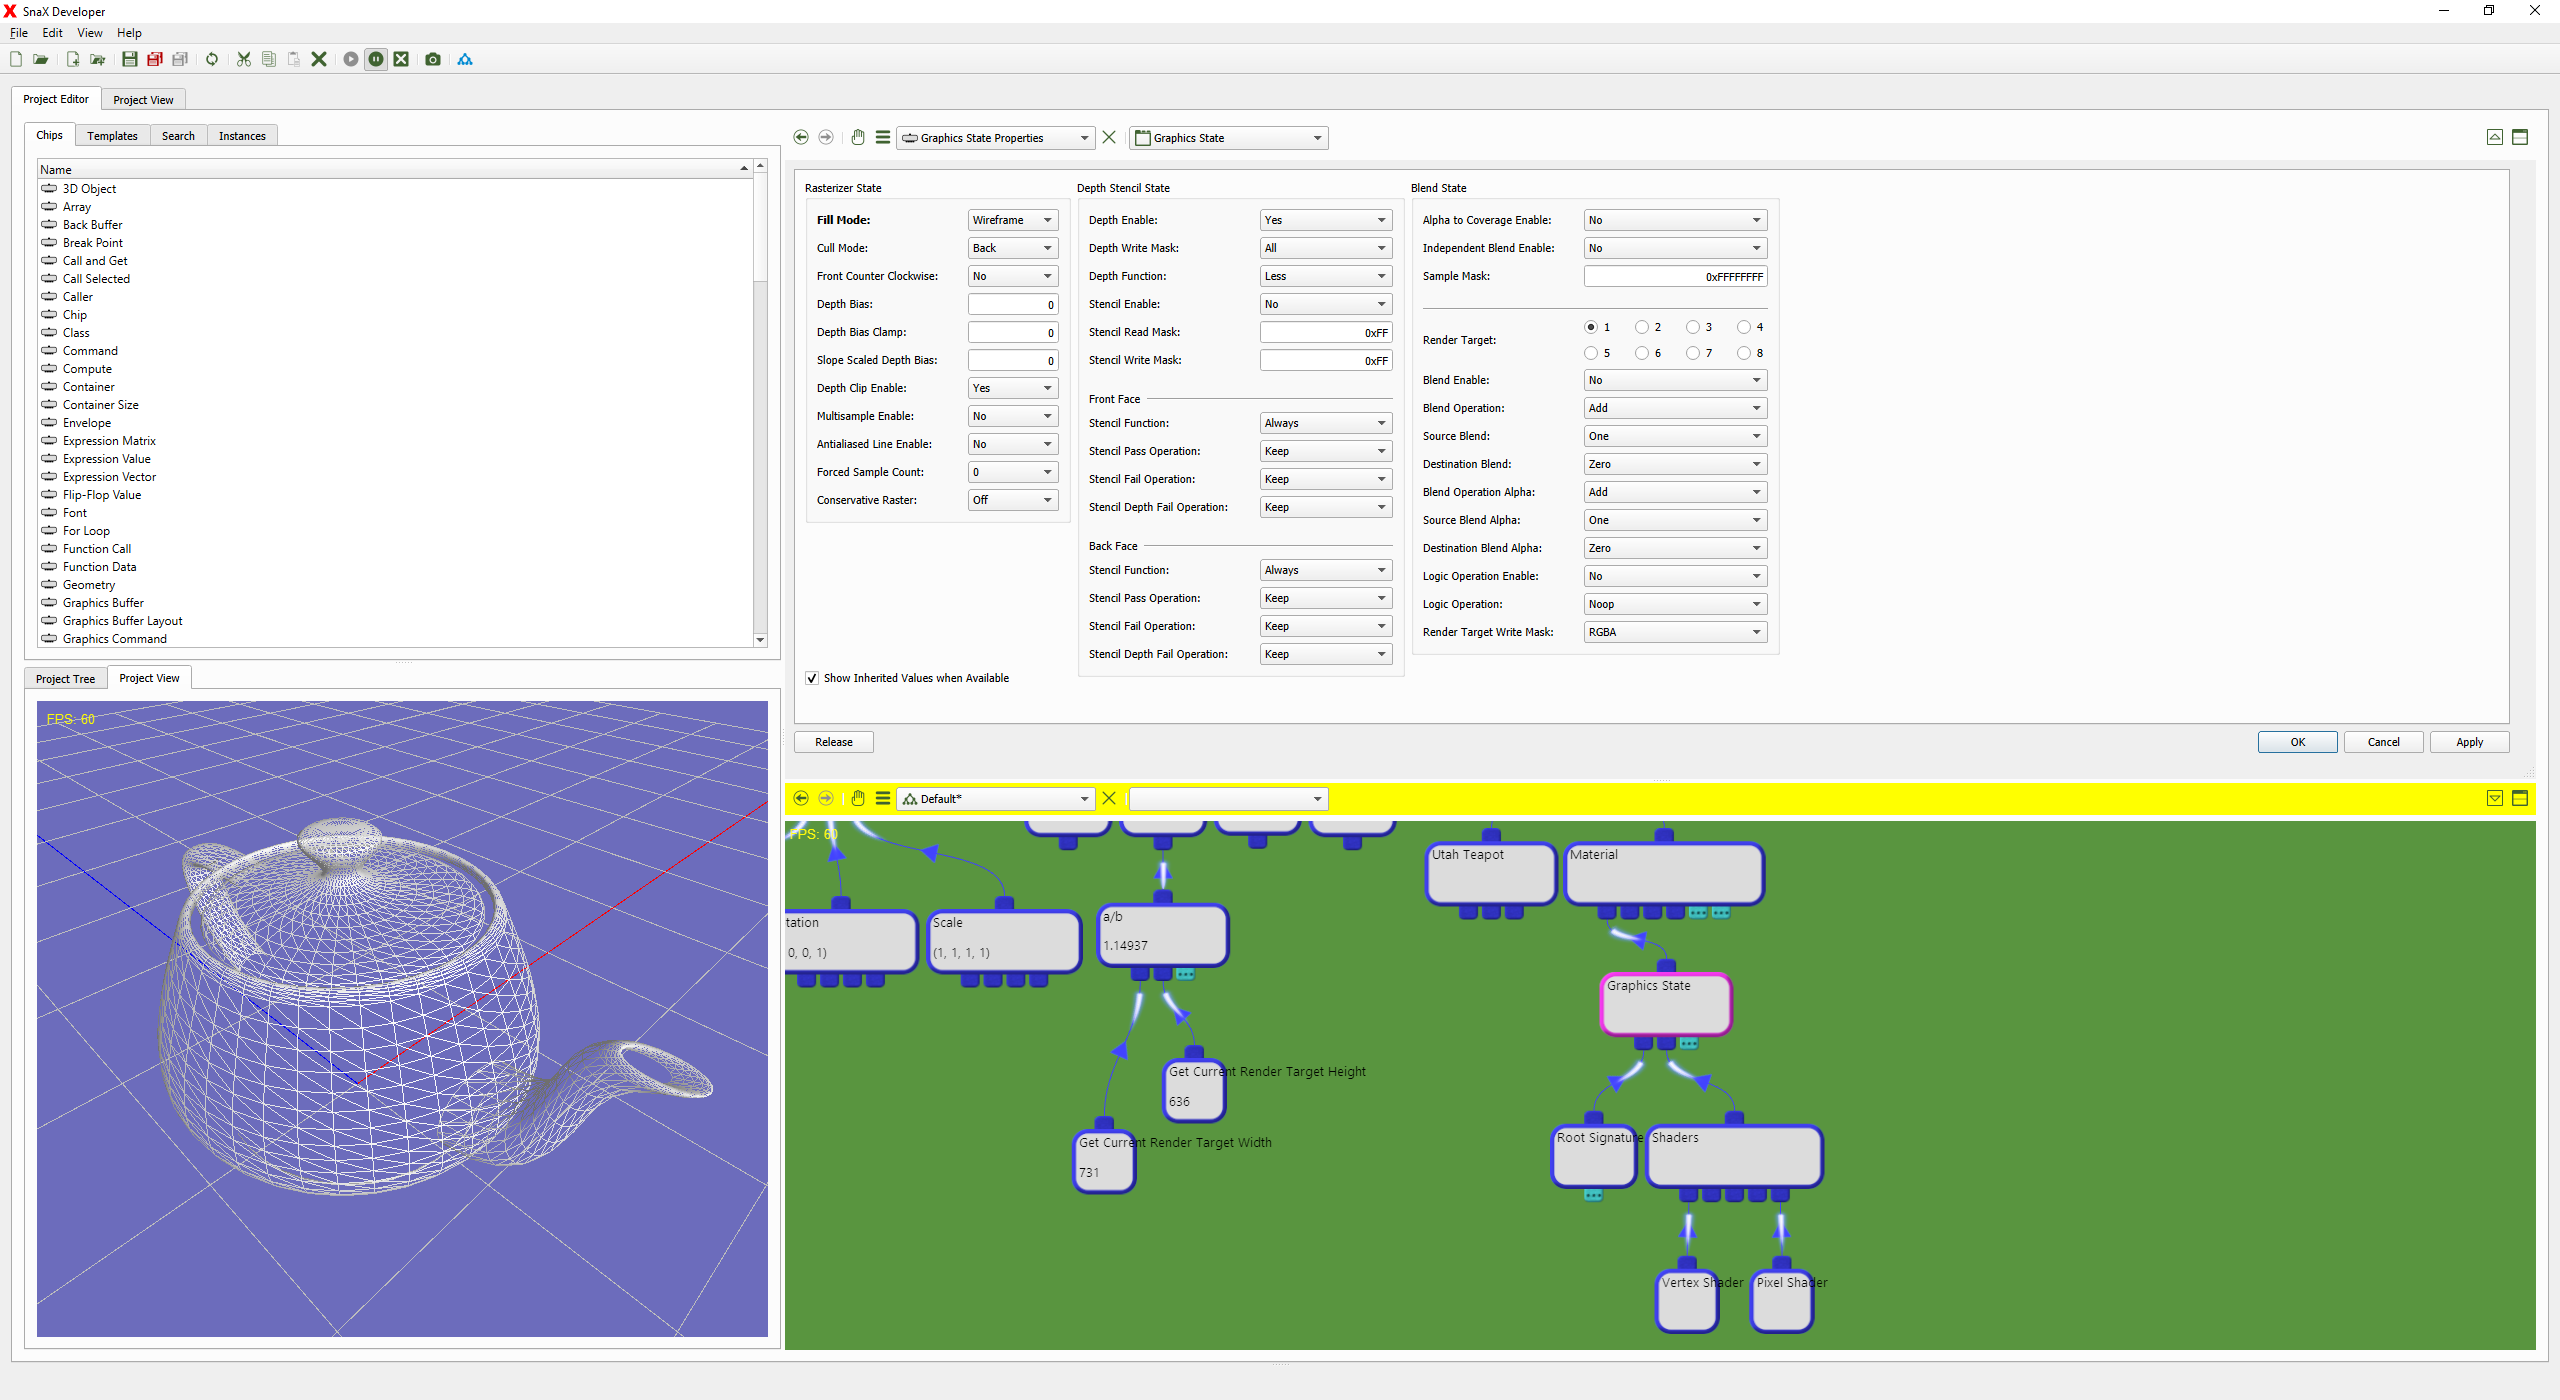 SnaX Developer
File Edit View Help
Project Editor Project View
Chips Templates Search Instances
Name
3D Object
Array
Back Buffer
Break Point
Call and Get
Call Selected
Caller
Chip
Class
Command
Compute
Container
Container Size
Envelope
Expression Matrix
Expression Value
Expression Vector
Flip-Flop Value
Font
For Loop
Function Call
Function Data
Geometry
Graphics Buffer
Graphics Buffer Layout
Graphics Command
Project Tree Project View
FPS: 60
Graphics State Properties Graphics State
Rasterizer State
Fill Mode: Wireframe
Cull Mode: Back
Front Counter Clockwise: No
Depth Bias: 0
Depth Bias Clamp: 0
Slope Scaled Depth Bias: 0
Depth Clip Enable: Yes
Multisample Enable: No
Antialiased Line Enable: No
Forced Sample Count: 0
Conservative Raster: Off
Show Inherited Values when Available
Depth Stencil State
Depth Enable: Yes
Depth Write Mask: All
Depth Function: Less
Stencil Enable: No
Stencil Read Mask: 0xFF
Stencil Write Mask: 0xFF
Front Face
Stencil Function: Always
Stencil Pass Operation: Keep
Stencil Fail Operation: Keep
Stencil Depth Fail Operation: Keep
Back Face
Stencil Function: Always
Stencil Pass Operation: Keep
Stencil Fail Operation: Keep
Stencil Depth Fail Operation: Keep
Blend State
Alpha to Coverage Enable: No
Independent Blend Enable: No
Sample Mask: 0xFFFFFFFF
Render Target: 1 2 3 4
5 6 7 8
Blend Enable: No
Blend Operation: Add
Source Blend: One
Destination Blend: Zero
Blend Operation Alpha: Add
Source Blend Alpha: One
Destination Blend Alpha: Zero
Logic Operation Enable: No
Logic Operation: Noop
Render Target Write Mask: RGBA
Release OK Cancel Apply
Default*
FPS: 60
Utah Teapot
Material
tation
0, 0, 1)
Scale
(1, 1, 1, 1)
a/b
1.14937
Graphics State
Get Current Render Target Height
636
Get Current Render Target Width
731
Root Signature
Shaders
Vertex Shader
Pixel Shader